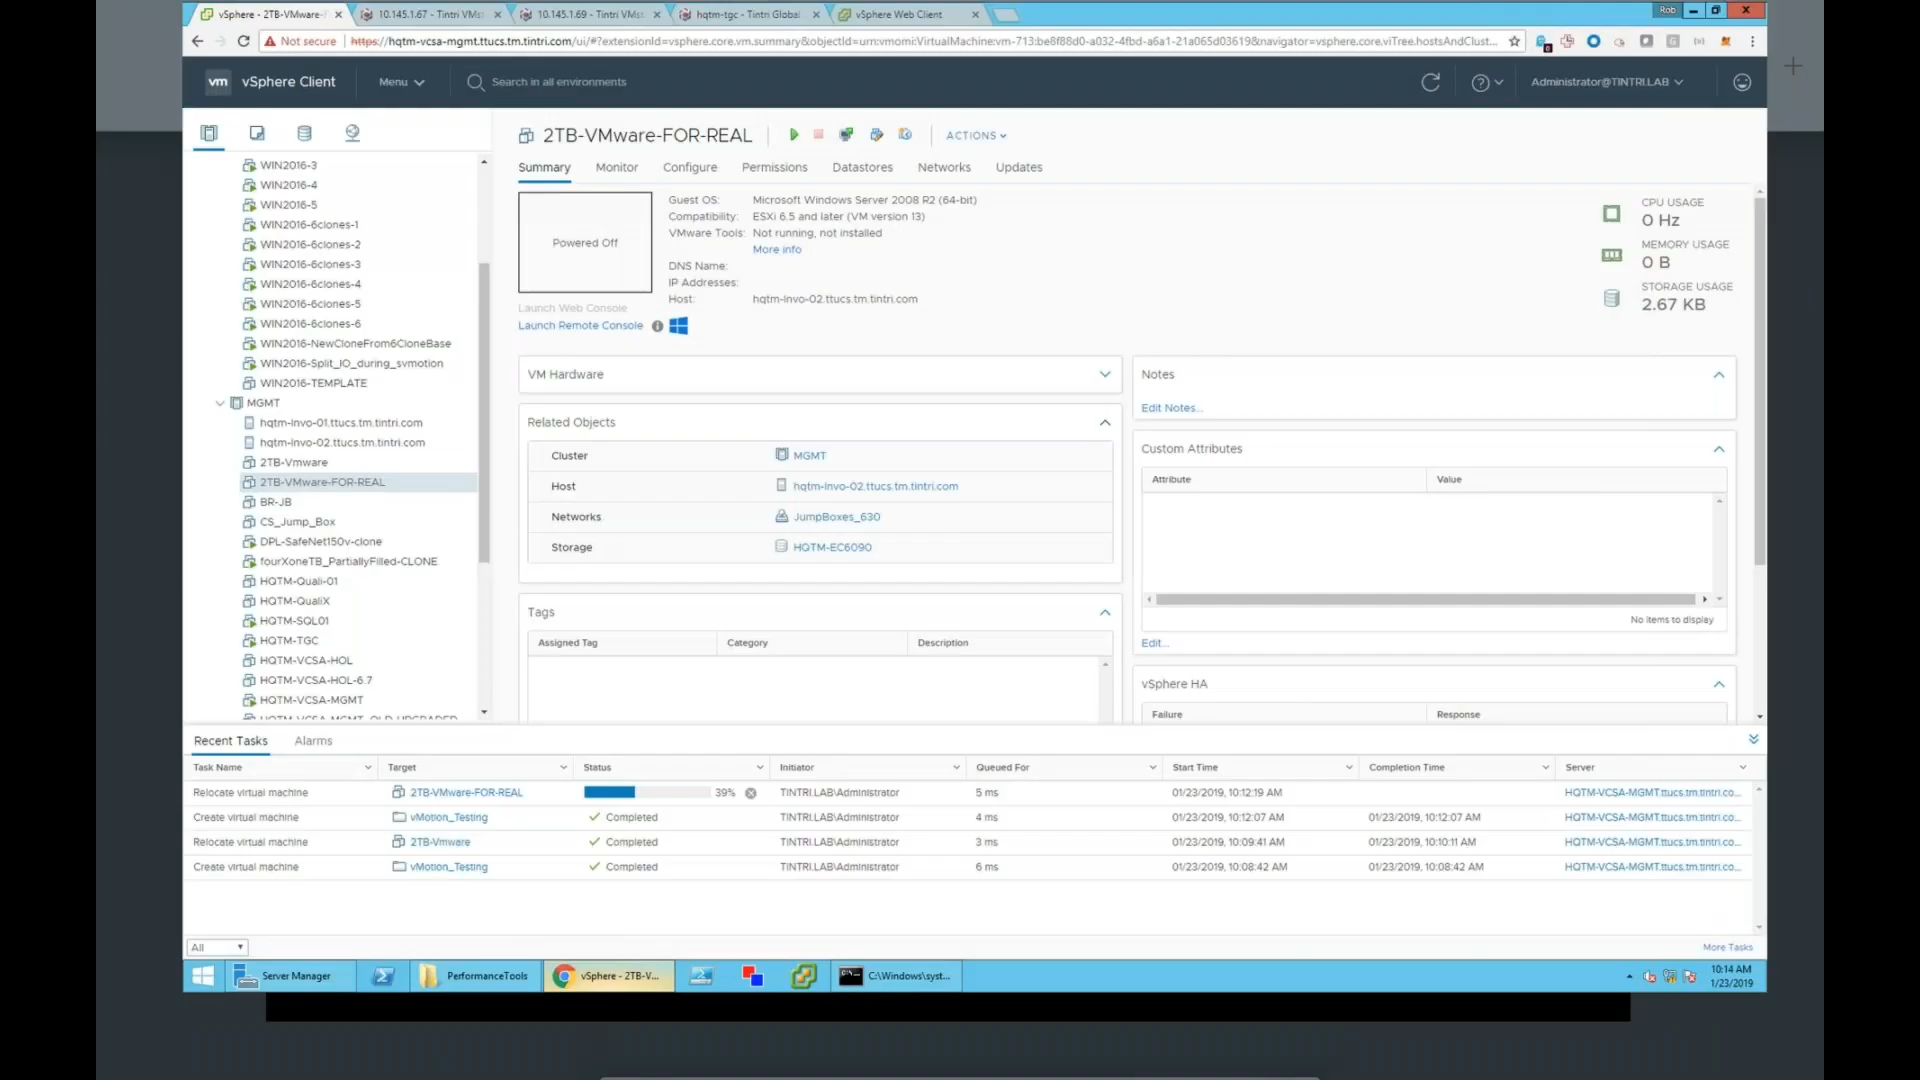 vSphere - 2TB-VMware-F
10.145.1.67 - Tintri VMst
10.145.1.69 - Tintri VMst
hqtm-tgc - Tintri Global
vSphere Web Client
Rob
Not secure
https://hqtm-vcsa-mgmt.ttucs.tm.tintri.com/ui/#?extensionId=vsphere.core.vm.summary&objectId=urn:vmomi:VirtualMachine:vm-713:be8f88d0-a032-4fbd-a6a1-21a065d03619&navigator=vsphere.core.viTree.hostsAndClust...
vm vSphere Client
Menu
Search in all environments
Administrator@TINTRI.LAB
WIN2016-3
WIN2016-4
WIN2016-5
WIN2016-6clones-1
WIN2016-6clones-2
WIN2016-6clones-3
WIN2016-6clones-4
WIN2016-6clones-5
WIN2016-6clones-6
WIN2016-NewCloneFrom6CloneBase
WIN2016-Split_IO_during_svmotion
WIN2016-TEMPLATE
MGMT
hqtm-invo-01.ttucs.tm.tintri.com
hqtm-invo-02.ttucs.tm.tintri.com
2TB-Vmware
2TB-VMware-FOR-REAL
BR-JB
CS_Jump_Box
DPL-SafeNet150v-clone
fourXoneTB_PartiallyFilled-CLONE
HQTM-Quali-01
HQTM-QualiX
HQTM-SQL01
HQTM-TGC
HQTM-VCSA-HOL
HQTM-VCSA-HOL-6.7
HQTM-VCSA-MGMT
HQTM-VCSA-MGMT_OLD_UPGRADED
2TB-VMware-FOR-REAL
ACTIONS
Summary Monitor Configure Permissions Datastores Networks Updates
Powered Off
Launch Web Console
Launch Remote Console
Guest OS: Microsoft Windows Server 2008 R2 (64-bit)
Compatibility: ESXi 6.5 and later (VM version 13)
VMware Tools: Not running, not installed
More info
DNS Name:
IP Addresses:
Host: hqtm-invo-02.ttucs.tm.tintri.com
CPU USAGE
0 Hz
MEMORY USAGE
0 B
STORAGE USAGE
2.67 KB
VM Hardware
Related Objects
Cluster MGMT
Host hqtm-invo-02.ttucs.tm.tintri.com
Networks JumpBoxes_630
Storage HQTM-EC6090
Tags
Assigned Tag Category Description
Notes
Edit Notes...
Custom Attributes
Attribute Value
No items to display
Edit...
vSphere HA
Failure Response
Recent Tasks Alarms
Task Name Target Status Initiator Queued For Start Time Completion Time Server
Relocate virtual machine 2TB-VMware-FOR-REAL 39% TINTRI.LAB\Administrator 5 ms 01/23/2019, 10:12:19 AM HQTM-VCSA-MGMT.ttucs.tm.tintri.co...
Create virtual machine vMotion_Testing Completed TINTRI.LAB\Administrator 4 ms 01/23/2019, 10:12:07 AM 01/23/2019, 10:12:07 AM HQTM-VCSA-MGMT.ttucs.tm.tintri.co...
Relocate virtual machine 2TB-Vmware Completed TINTRI.LAB\Administrator 3 ms 01/23/2019, 10:09:41 AM 01/23/2019, 10:10:11 AM HQTM-VCSA-MGMT.ttucs.tm.tintri.co...
Create virtual machine vMotion_Testing Completed TINTRI.LAB\Administrator 6 ms 01/23/2019, 10:08:42 AM 01/23/2019, 10:08:42 AM HQTM-VCSA-MGMT.ttucs.tm.tintri.co...
All
More Tasks
Server Manager
PerformanceTools
vSphere - 2TB-V...
C:\Windows\syst...
10:14 AM
1/23/2019